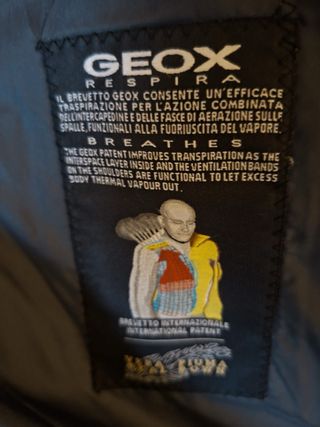 GEOX
RESPIRA
IL BREVETTO GEOX CONSENTE UN'EFFICACE
TRASPIRAZIONE PER L'AZIONE COMBINATA
DELL'INTERCAPEDINE E DELLE FASCE DI AERAZIONE SULLE
SPALLE, FUNZIONALI ALLA FUORIUSCITA DEL VAPORE.
BREATHES
THE GEOX PATENT IMPROVES TRANSPIRATION AS THE
INTERSPACE LAYER INSIDE AND THE VENTILATION BANDS
ON THE SHOULDERS ARE FUNCTIONAL TO LET EXCESS
BODY THERMAL VAPOUR OUT.
BREVETTO INTERNAZIONALE
INTERNATIONAL PATENT